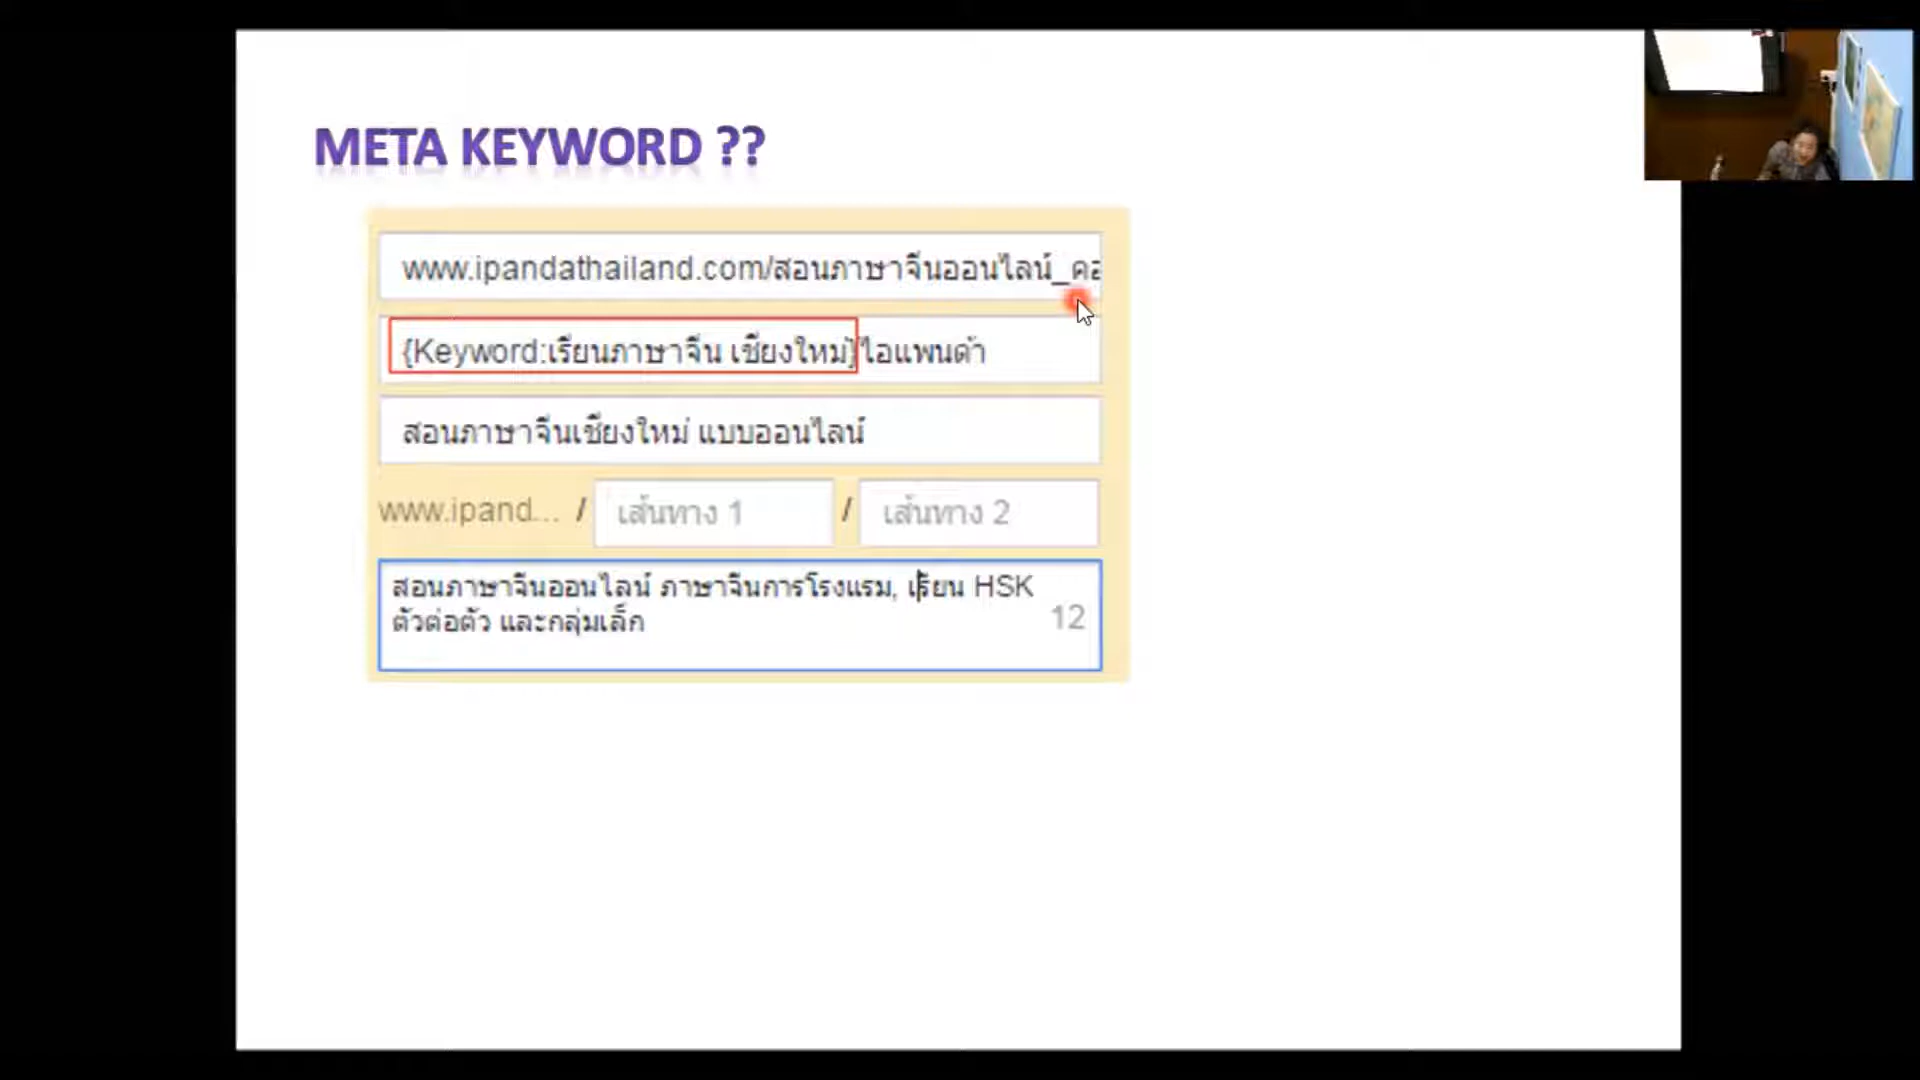 META KEYWORD ??
www.ipandathailand.com/สอนภาษาจีนออนไลน์_คอ
{Keyword:เรียนภาษาจีน เชียงใหม่}ไอแพนด้า
สอนภาษาจีนเชียงใหม่ แบบออนไลน์
www.ipand... / เส้นทาง 1 / เส้นทาง 2
สอนภาษาจีนออนไลน์ ภาษาจีนการโรงแรม, เรียน HSK
ตัวต่อตัว และกลุ่มเล็ก
12